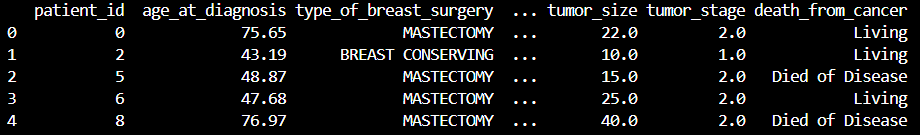 patient_id age_at_diagnosis type_of_breast_surgery ... tumor_size tumor_stage death_from_cancer
0 0 75.65 MASTECTOMY ... 22.0 2.0 Living
1 2 43.19 BREAST CONSERVING ... 10.0 1.0 Living
2 5 48.87 MASTECTOMY ... 15.0 2.0 Died of Disease
3 6 47.68 MASTECTOMY ... 25.0 2.0 Living
4 8 76.97 MASTECTOMY ... 40.0 2.0 Died of Disease